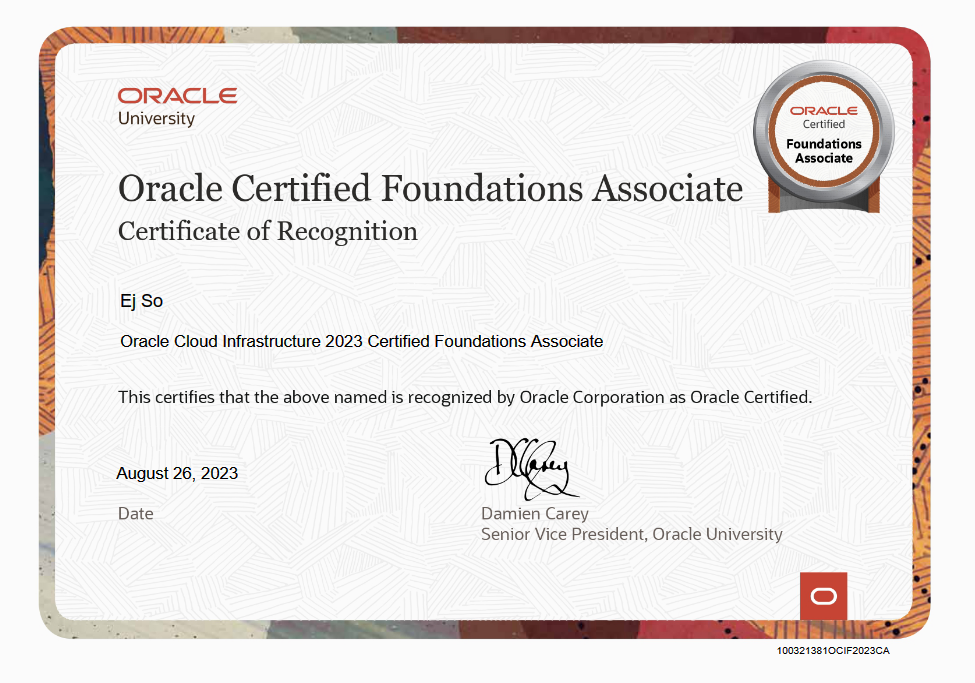 ORACLE
University
ORACLE
Certified
Foundations
Associate
Oracle Certified Foundations Associate
Certificate of Recognition
Ej So
Oracle Cloud Infrastructure 2023 Certified Foundations Associate
This certifies that the above named is recognized by Oracle Corporation as Oracle Certified.
August 26, 2023
Date
DCarey
Damien Carey
Senior Vice President, Oracle University
100321381OCIF2023CA